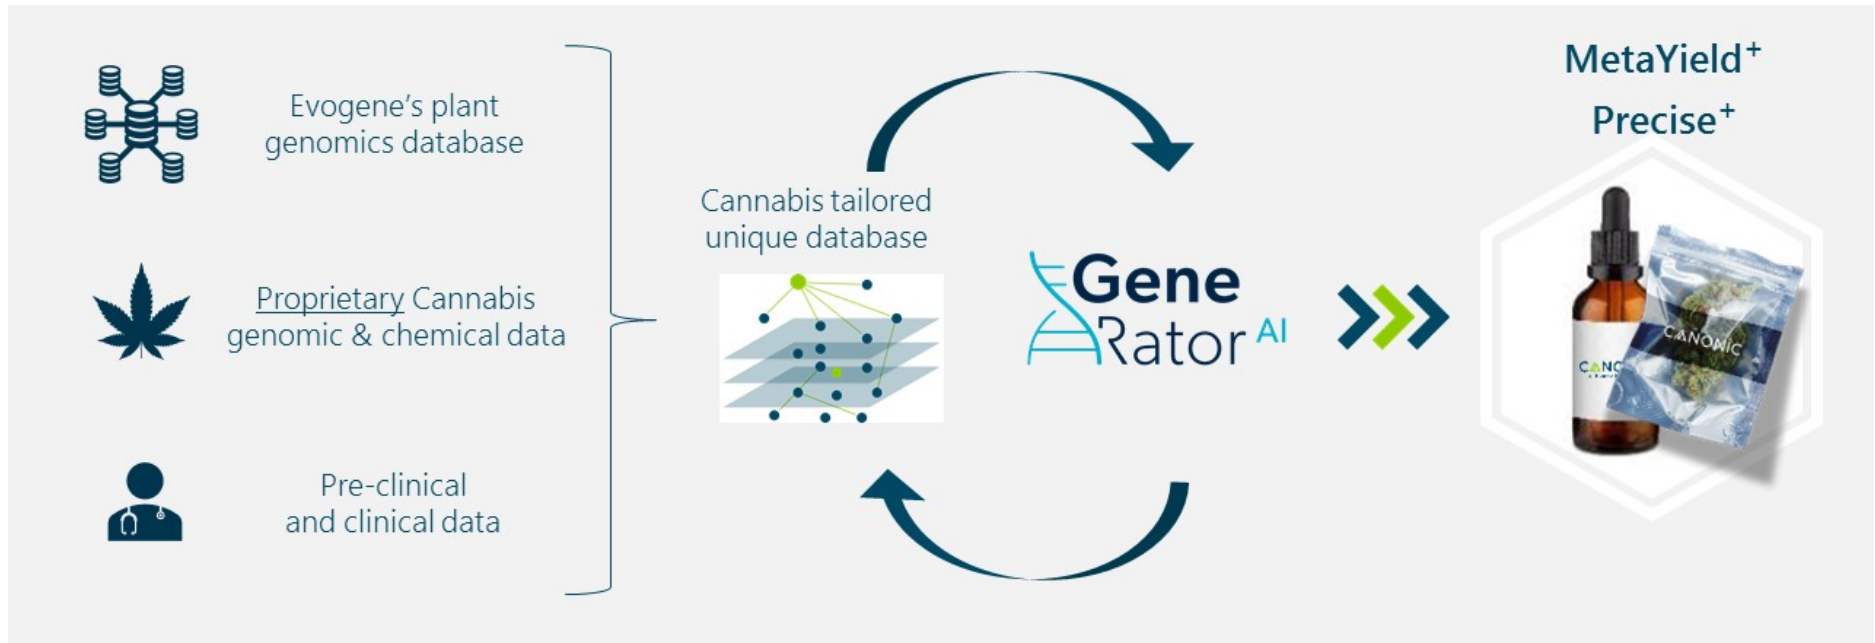 Evogene's plant
genomics database
Proprietary Cannabis
genomic & chemical data
Pre-clinical
and clinical data
Cannabis tailored
unique database
Gene
Rator AI
MetaYield+
Precise+
CANONIC